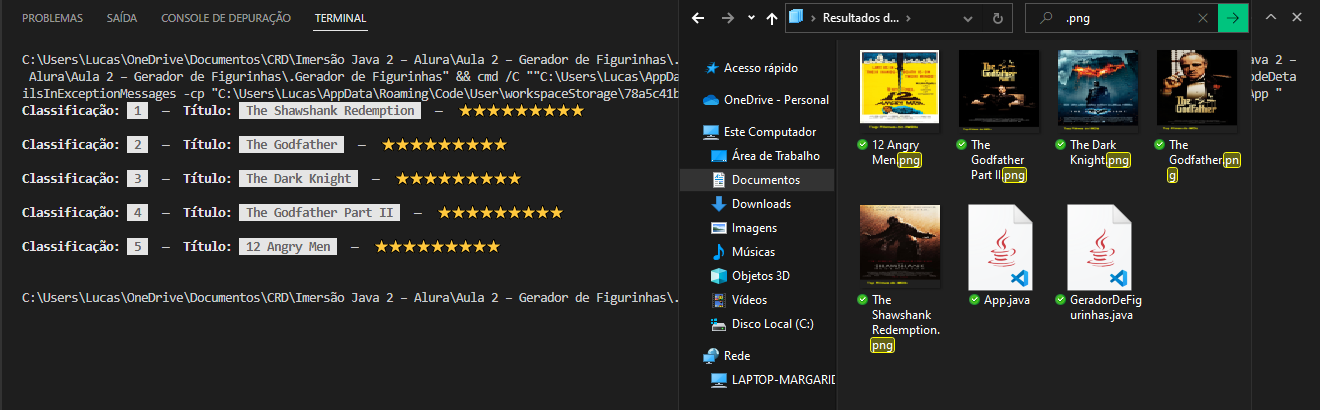 PROBLEMAS SAÍDA CONSOLE DE DEPURAÇÃO TERMINAL
C:\Users\Lucas\OneDrive\Documentos\CRD\Imersão Java 2 – Alura\Aula 2 – Gerador de Figurinhas\.
Alura\Aula 2 – Gerador de Figurinhas\.Gerador de Figurinhas" && cmd /C ""C:\Users\Lucas\AppDa
ilsInExceptionMessages -cp "C:\Users\Lucas\AppData\Roaming\Code\User\workspaceStorage\78a5c41b
Classificação: 1 – Título: The Shawshank Redemption – ★★★★★★★★★
Classificação: 2 – Título: The Godfather – ★★★★★★★★★
Classificação: 3 – Título: The Dark Knight – ★★★★★★★★★
Classificação: 4 – Título: The Godfather Part II – ★★★★★★★★★
Classificação: 5 – Título: 12 Angry Men – ★★★★★★★★★
C:\Users\Lucas\OneDrive\Documentos\CRD\Imersão Java 2 – Alura\Aula 2 – Gerador de Figurinhas\.
Resultados d...
.png
Acesso rápido
OneDrive - Personal
Este Computador
Área de Trabalho
Documentos
Downloads
Imagens
Músicas
Objetos 3D
Vídeos
Disco Local (C:)
Rede
LAPTOP-MARGARID
12 Angry
Men.png
The
Godfather
Part II.png
The Dark
Knight.png
The
Godfather.pn
g
The
Shawshank
Redemption.
png
App.java
GeradorDeFig
urinhas.java
ava 2 –
odeDeta
App "